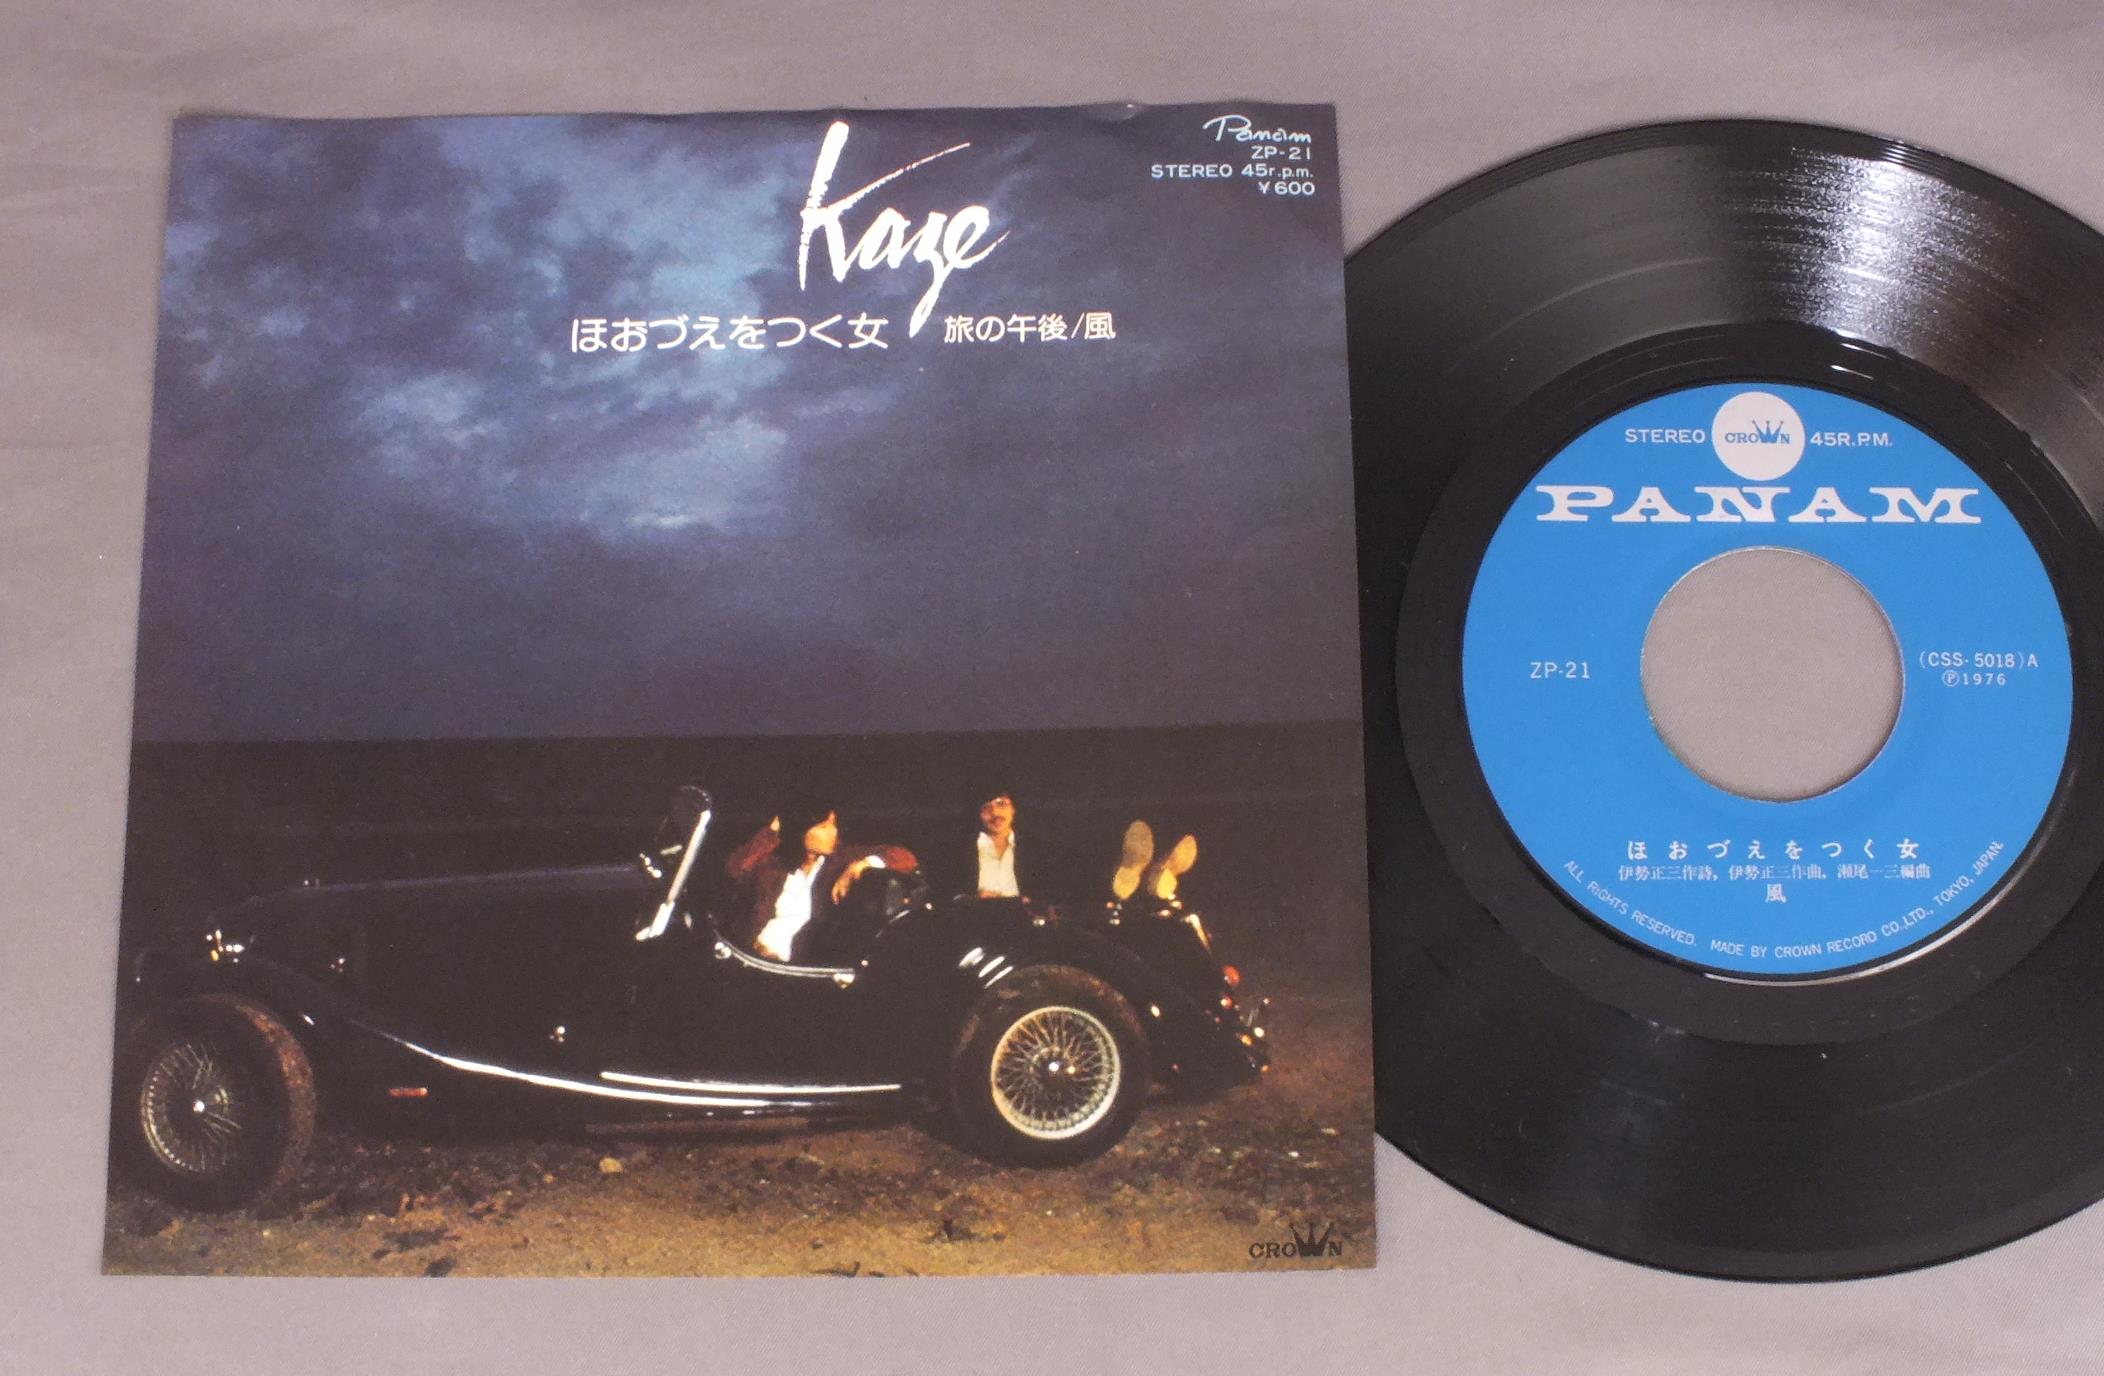 Kaze
Panam
ZP-21
STEREO 45r.p.m.
¥600
ほおづえをつく女 旅の午後/風
CROWN
STEREO CROWN 45R.P.M.
PANAM
ZP-21
(CSS-5018)A
Ⓟ1976
ほおづえをつく女
伊勢正三作詩, 伊勢正三作曲, 瀬尾一三編曲
風
ALL RIGHTS RESERVED. MADE BY CROWN RECORD CO.,LTD., TOKYO, JAPAN.